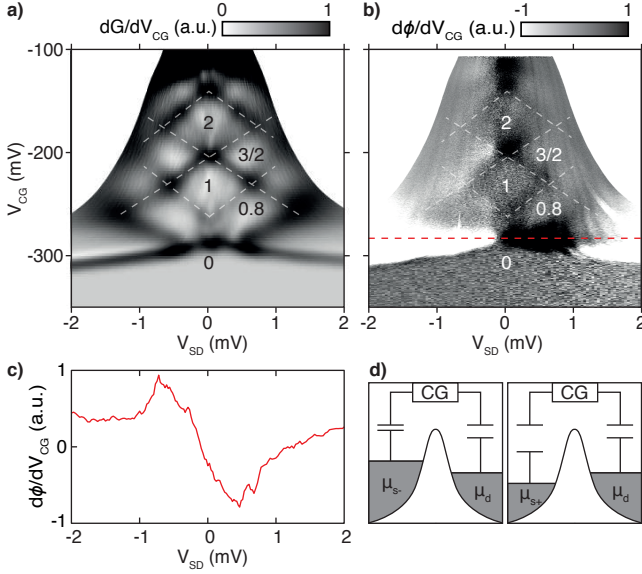 a)
dG/dV_CG (a.u.)
0
1
-100
-200
-300
V_CG (mV)
2
3/2
1
0.8
0
-2
-1
0
1
2
V_SD (mV)
b)
dϕ/dV_CG (a.u.)
-1
1
2
3/2
1
0.8
0
-2
-1
0
1
2
V_SD (mV)
c)
1
0
-1
dϕ/dV_CG (a.u.)
-2
-1
0
1
2
V_SD (mV)
d)
CG
μ_s-
μ_d
CG
μ_s+
μ_d